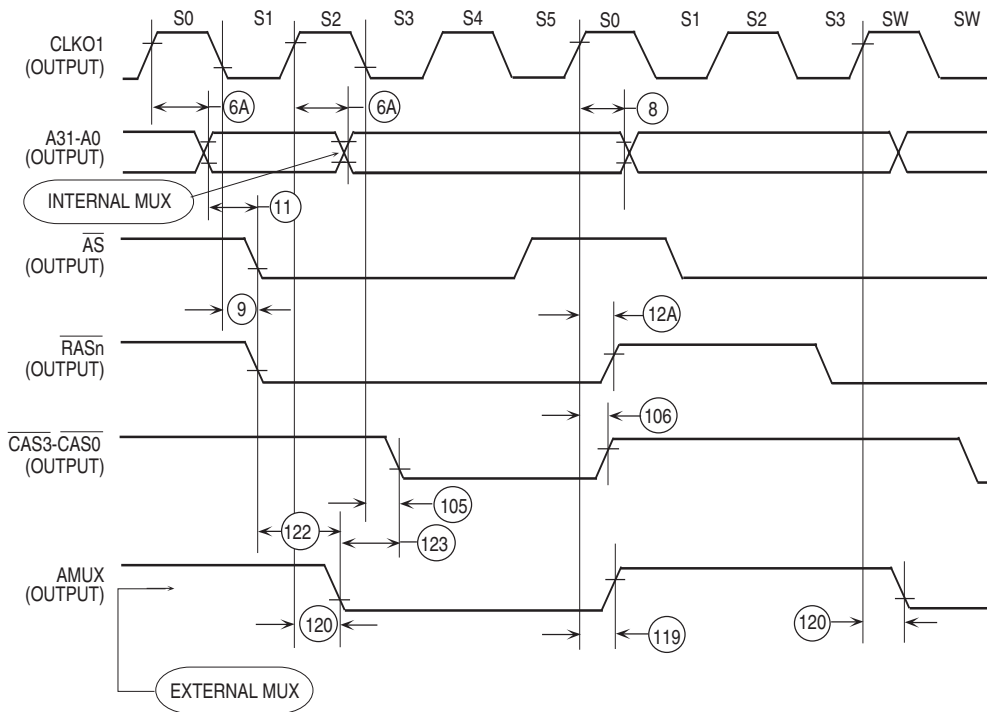 S0 S1 S2 S3 S4 S5 S0 S1 S2 S3 SW SW
CLKO1
(OUTPUT)
6A 6A 8
A31-A0
(OUTPUT)
INTERNAL MUX
11
AS
(OUTPUT)
9 12A
RASn
(OUTPUT)
106
CAS3-CAS0
(OUTPUT)
105
122 123
AMUX
(OUTPUT)
120 119 120
EXTERNAL MUX